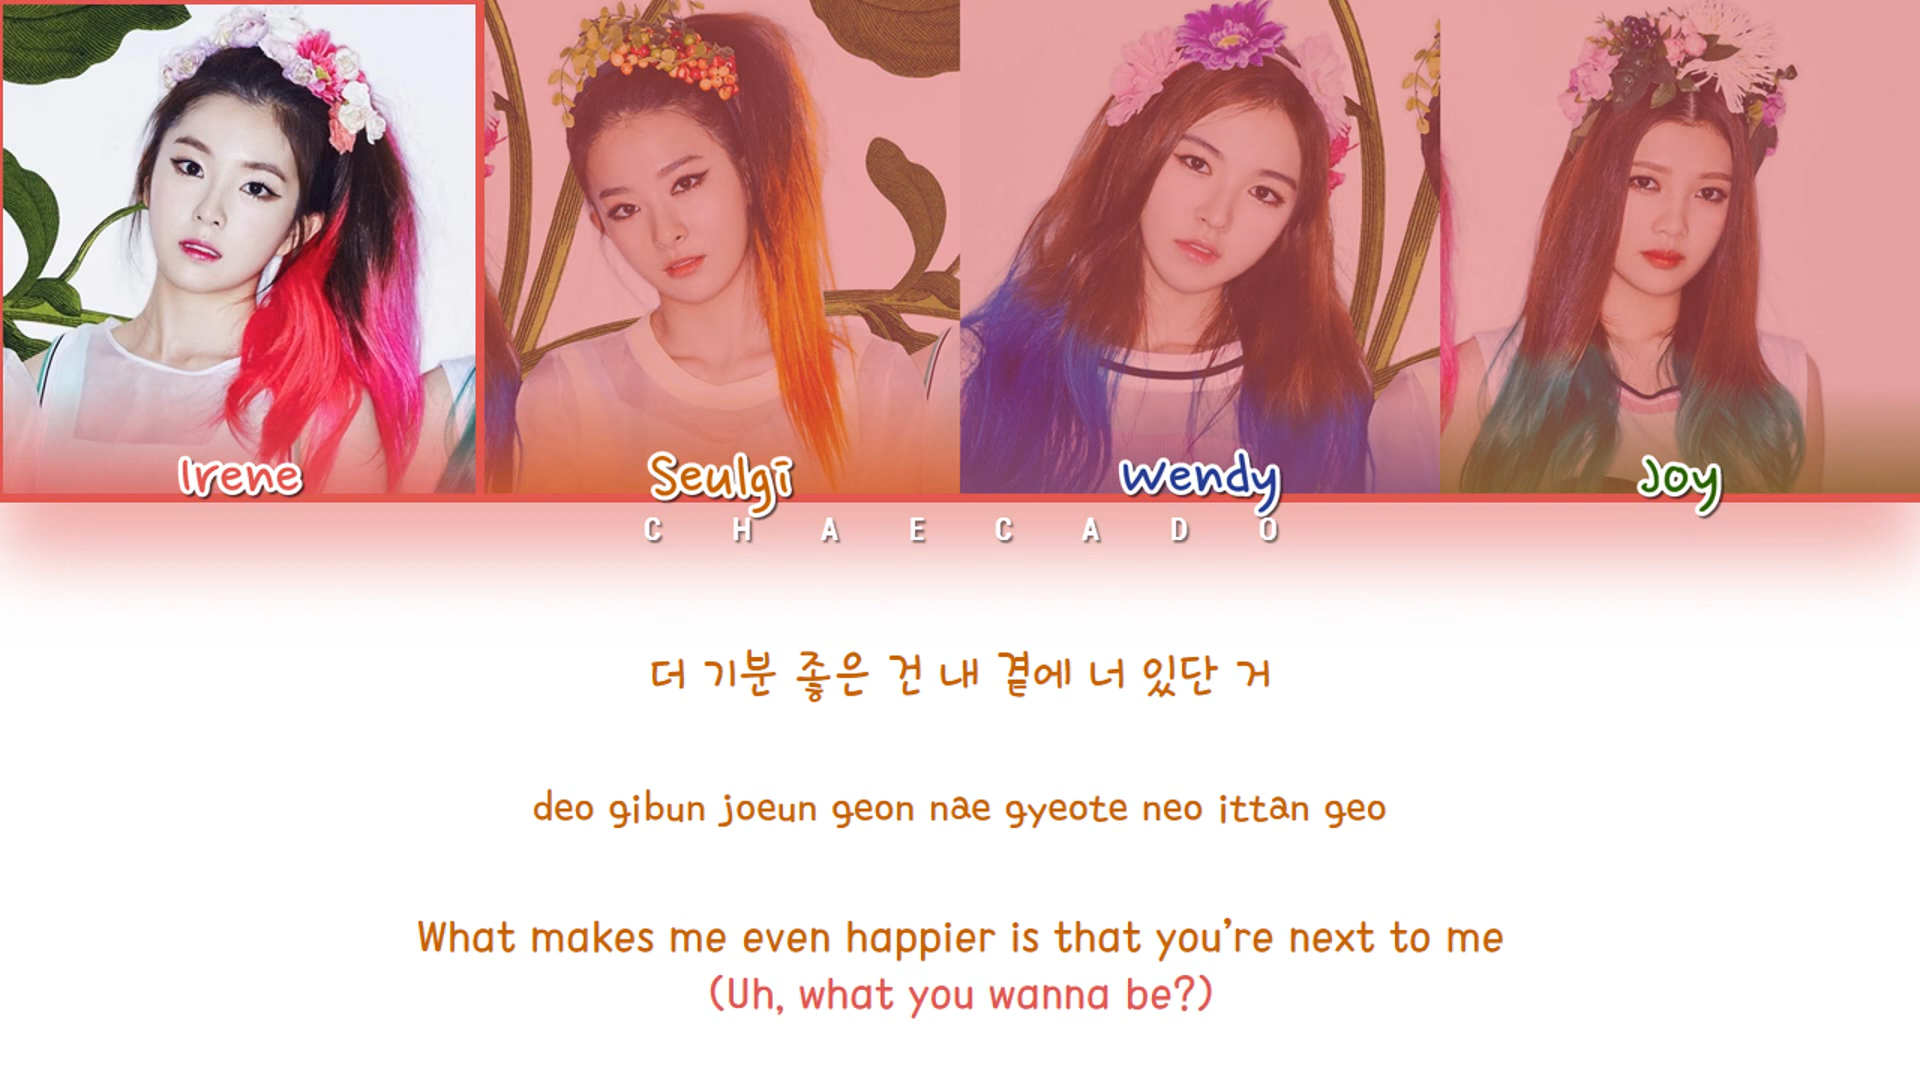 Irene
Seulgi
Wendy
Joy
CHAECADO
더 기분 좋은 건 내 곁에 너 있단 거
deo gibun joeun geon nae gyeote neo ittan geo
What makes me even happier is that you’re next to me
(Uh, what you wanna be?)